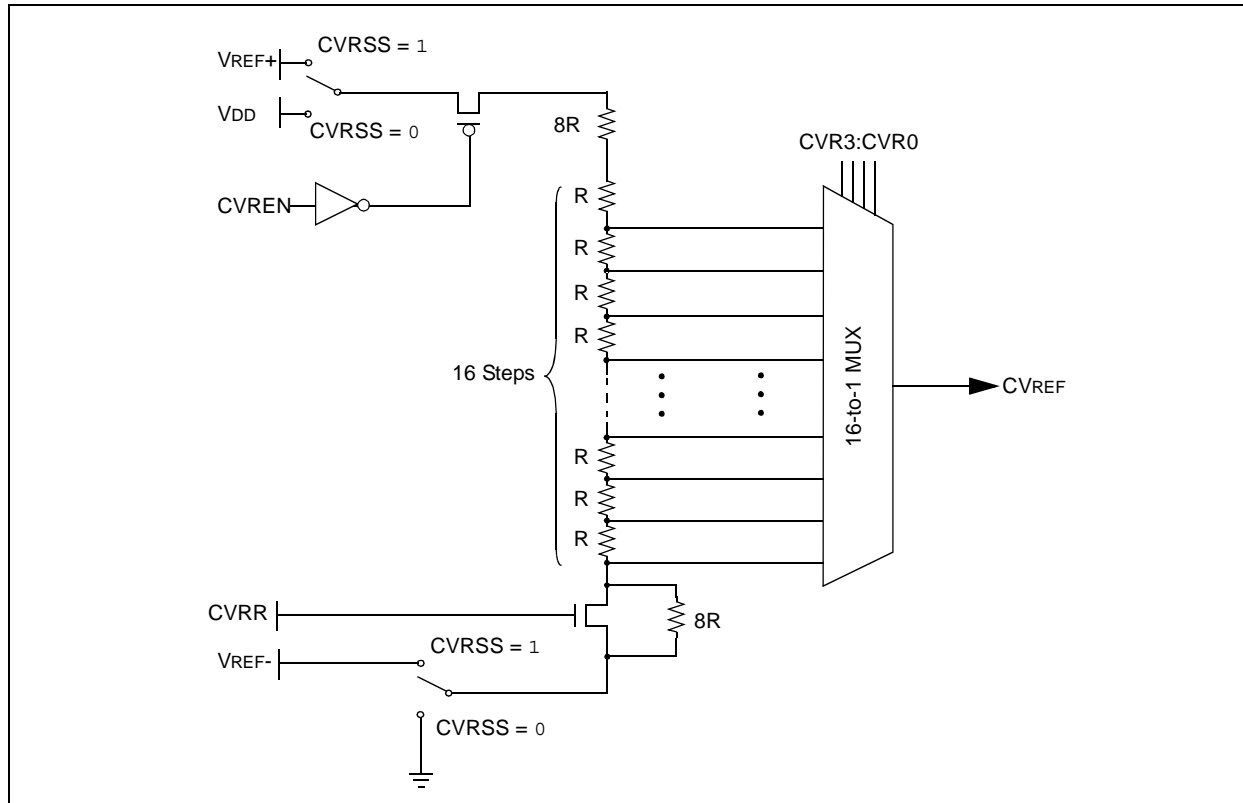 CVRSS = 1
VREF+
VDD
CVRSS = 0
8R
CVR3:CVR0
CVREN
R
R
R
R
16 Steps
16-to-1 MUX
CVREF
R
R
R
CVRR
8R
CVRSS = 1
VREF-
CVRSS = 0